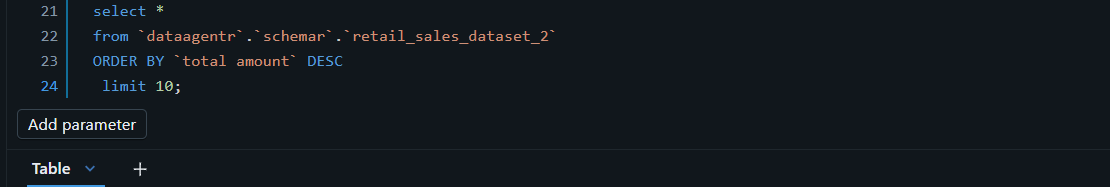 21 select *
22 from `dataagentr`.`schemar`.`retail_sales_dataset_2`
23 ORDER BY `total amount` DESC
24 limit 10;
Add parameter
Table